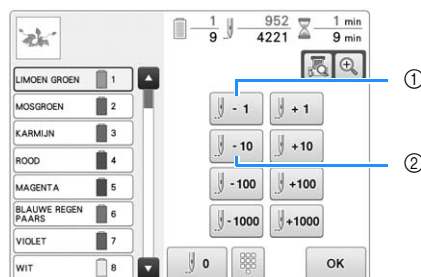 1
9
952
4221
1 min
9 min
LIMOEN GROEN 1
MOSGROEN 2
KARMIJN 3
ROOD 4
MAGENTA 5
BLAUWE REGEN
PAARS 6
VIOLET 7
WIT 8
- 1 + 1
- 10 +10
-100 +100
-1000 +1000
0 OK
①
②